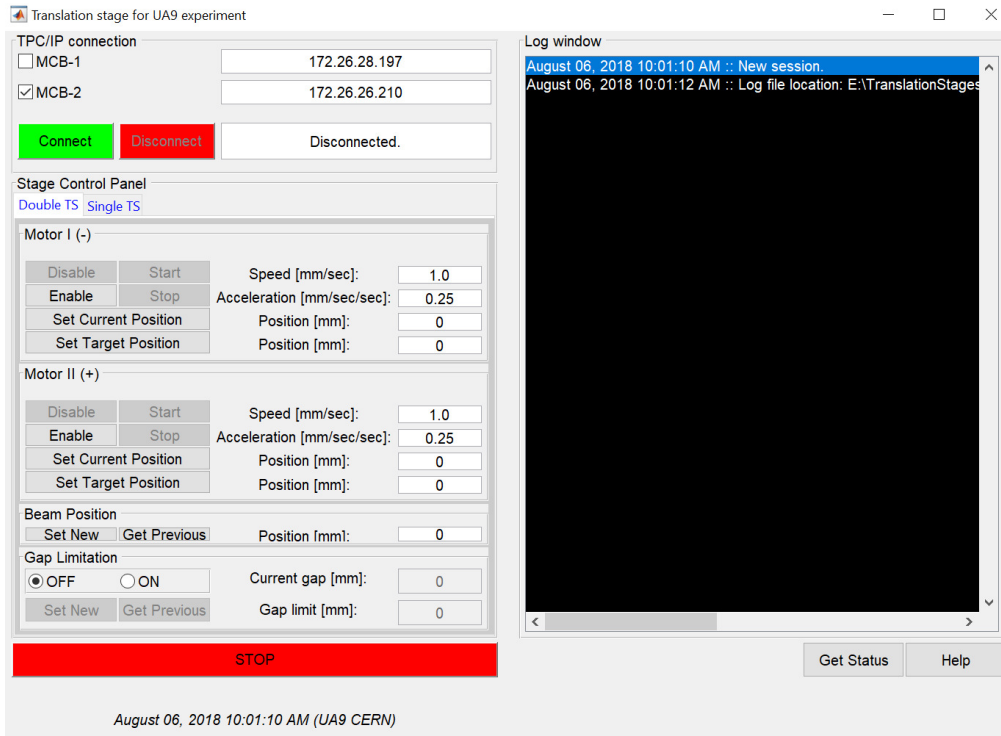 Translation stage for UA9 experiment
TPC/IP connection
MCB-1 172.26.28.197
MCB-2 172.26.26.210
Connect Disconnect Disconnected.
Stage Control Panel
Double TS Single TS
Motor I (-)
Disable Start Speed [mm/sec]: 1.0
Enable Stop Acceleration [mm/sec/sec]: 0.25
Set Current Position Position [mm]: 0
Set Target Position Position [mm]: 0
Motor II (+)
Disable Start Speed [mm/sec]: 1.0
Enable Stop Acceleration [mm/sec/sec]: 0.25
Set Current Position Position [mm]: 0
Set Target Position Position [mm]: 0
Beam Position
Set New Get Previous Position [mm]: 0
Gap Limitation
OFF ON Current gap [mm]: 0
Set New Get Previous Gap limit [mm]: 0
STOP
August 06, 2018 10:01:10 AM (UA9 CERN)
Log window
August 06, 2018 10:01:10 AM :: New session.
August 06, 2018 10:01:12 AM :: Log file location: E:\TranslationStages
Get Status Help